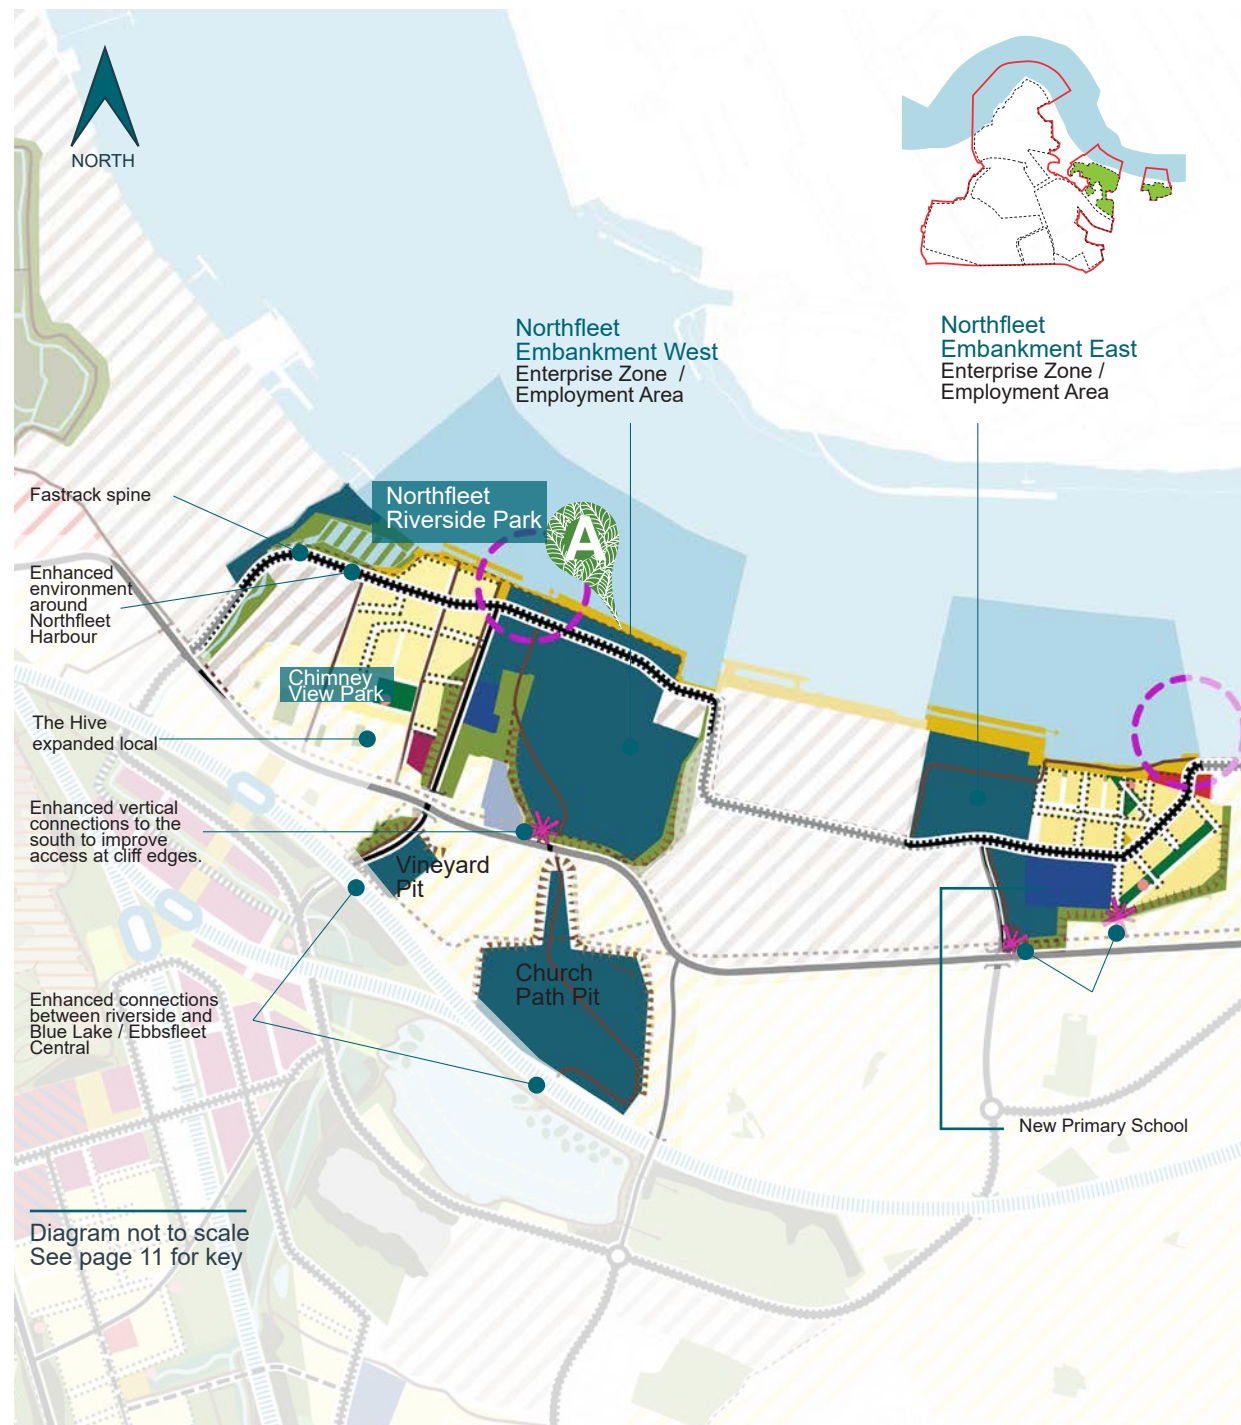 NORTH
Northfleet
Embankment West
Enterprise Zone /
Employment Area
Northfleet
Embankment East
Enterprise Zone /
Employment Area
Fastrack spine
Northfleet
Riverside Park
A
Enhanced
environment
around
Northfleet
Harbour
Chimney
View Park
The Hive
expanded local
Enhanced vertical
connections to the
south to improve
access at cliff edges.
Vineyard
Pit
Church
Path Pit
Enhanced connections
between riverside and
Blue Lake / Ebbsfleet
Central
New Primary School
Diagram not to scale
See page 11 for key